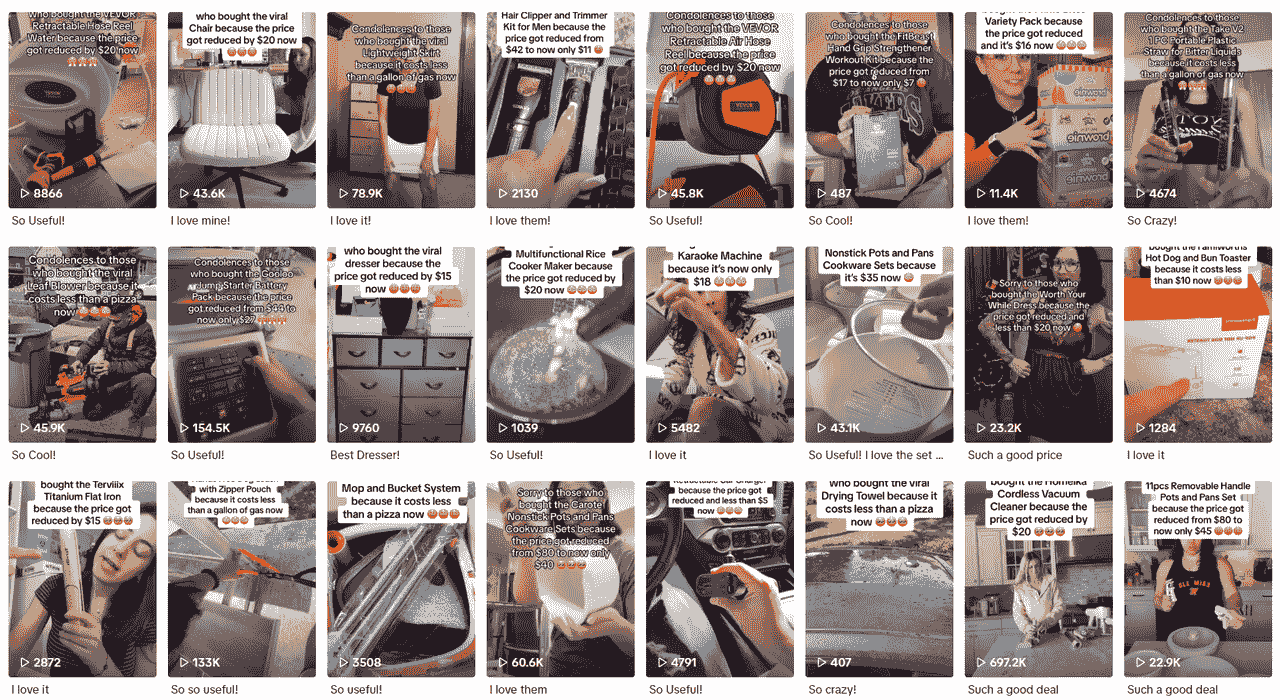 who bought the VEVOR
Retractable Hose Reel
Water because the price
got reduced by $20 now
8866
So Useful!
who bought the viral
Chair because the price
got reduced by $20 now
43.6K
I love mine!
Condolences to those
who bought the viral
Lightweight Skirt
because it costs less
than a gallon of gas now
78.9K
I love it!
Hair Clipper and Trimmer
Kit for Men because the
price got reduced from
$42 to now only $11
2130
I love them!
Condolences to those
who bought the VEVOR
Retractable Air Hose
Reel because the price
got reduced by $20 now
45.8K
So Useful!
Condolences to those
who bought the FitBeast
Hand Grip Strengthener
Workout Kit because the
price got reduced from
$17 to now only $7
487
So Cool!
Variety Pack because
the price got reduced
and it's $16 now
11.4K
I love them!
Condolences to those
who bought the Take V2
1 PC Portable Plastic
Straw for Bitter Liquids
because it costs less
than a gallon of gas now
4674
So Crazy!
Condolences to those
who bought the viral
Leaf Blower because it
costs less than a pizza
now
45.9K
So Cool!
Condolences to those
who bought the Gooloo
Jump Starter Battery
Pack because the price
got reduced from $44 to
now only $27
154.5K
So Useful!
who bought the viral
dresser because the
price got reduced by $15
now
9760
Best Dresser!
Multifunctional Rice
Cooker Maker because
the price got reduced by
$20 now
1039
So Useful!
Karaoke Machine
because it's now only
$18
5482
I love it
Nonstick Pots and Pans
Cookware Sets because
it's $35 now
43.1K
So Useful! I love the set ...
Sorry to those who
bought the Worth Your
While Dress because the
price got reduced and
less than $20 now
23.2K
Such a good price
bought the Famiworths
Hot Dog and Bun Toaster
because it costs less
than $10 now
1284
I love it
bought the Terviiix
Titanium Flat Iron
because the price got
reduced by $15
2872
I love it
with Zipper Pouch
because it costs less
than a gallon of gas now
133K
So so useful!
Mop and Bucket System
because it costs less
than a pizza now
3508
So useful!
Sorry to those who
bought the Carote
Nonstick Pots and Pans
Cookware Sets because
the price got reduced
from $80 to now only
$40
60.6K
I love them
Retractable Car Charger
because the price got
reduced and less than $5
now
4791
So Useful!
who bought the viral
Drying Towel because it
costs less than a pizza
now
407
So crazy!
bought the Homeika
Cordless Vacuum
Cleaner because the
price got reduced by
$20
697.2K
Such a good deal
11pcs Removable Handle
Pots and Pans Set
because the price got
reduced from $80 to
now only $45
OLE MISS
22.9K
Such a good deal